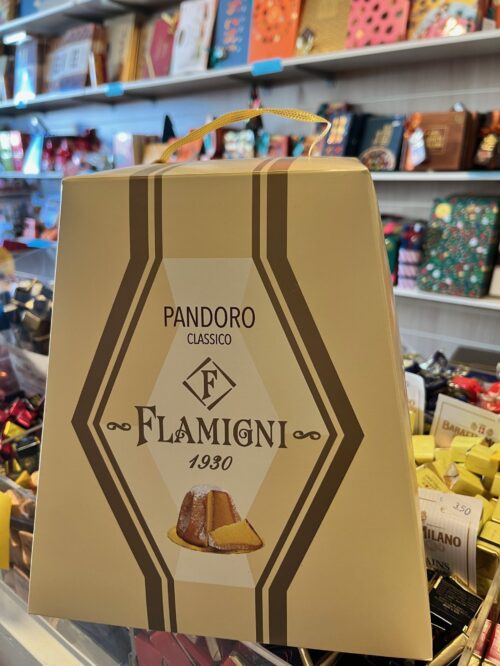 PANDORO
CLASSICO
F
FLAMIGNI
1930
€ 3,50
MILANO